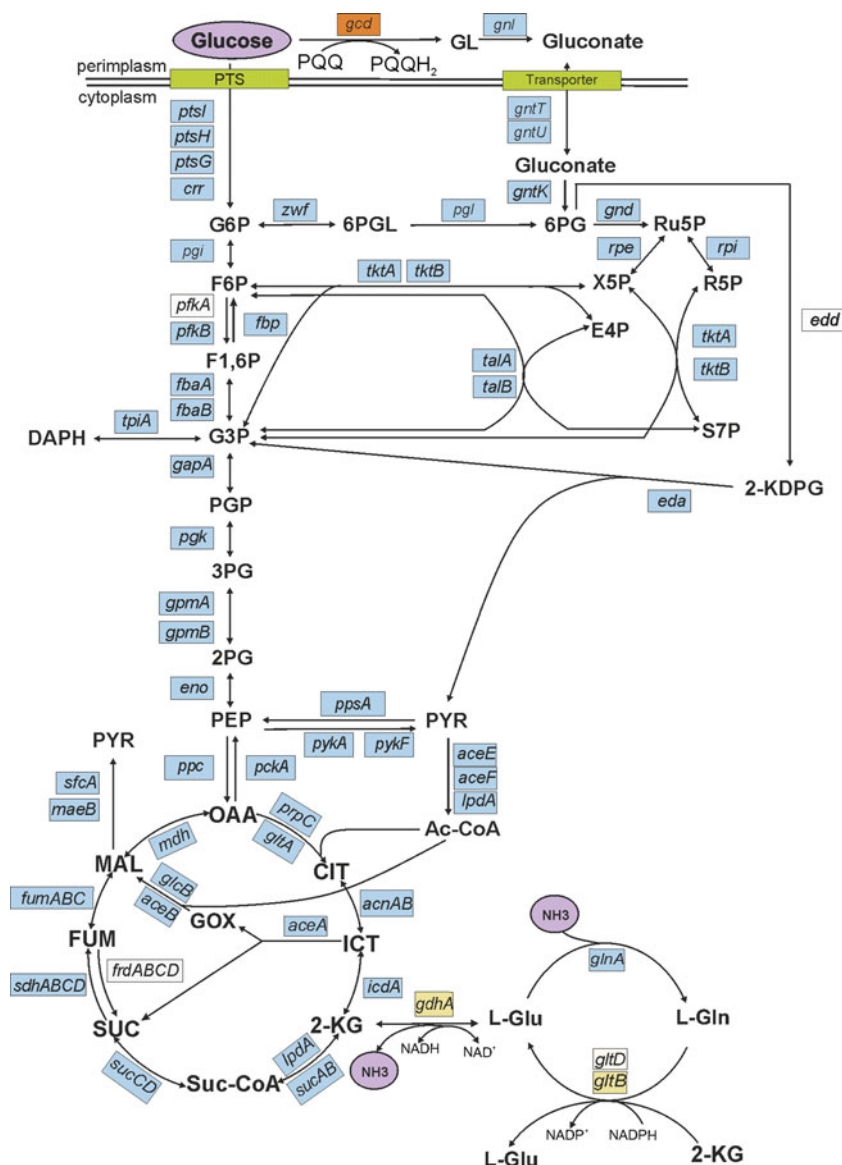 Glucose
gcd
GL
gnl
Gluconate
PQQ
PQQH2
perimplasm
PTS
Transporter
cytoplasm
ptsI
ptsH
ptsG
crr
gntT
gntU
Gluconate
gntK
G6P
zwf
6PGL
pgl
6PG
gnd
Ru5P
pgi
rpe
rpi
F6P
tktA
tktB
X5P
R5P
pfkA
pfkB
fbp
E4P
edd
F1,6P
talA
talB
tktA
tktB
fbaA
fbaB
DAPH
tpiA
G3P
S7P
gapA
2-KDPG
eda
PGP
pgk
3PG
gpmA
gpmB
2PG
eno
PEP
ppsA
PYR
pykA
pykF
PYR
sfcA
maeB
ppc
pckA
aceE
aceF
lpdA
OAA
prpC
gltA
Ac-CoA
mdh
MAL
CIT
glcB
aceB
GOX
fumABC
acnAB
aceA
ICT
FUM
frdABCD
sdhABCD
icdA
NH3
glnA
SUC
2-KG
gdhA
L-Glu
L-Gln
NADH
NAD+
NH3
lpdA
sucAB
sucCD
Suc-CoA
gltD
gltB
NADP+
NADPH
L-Glu
2-KG